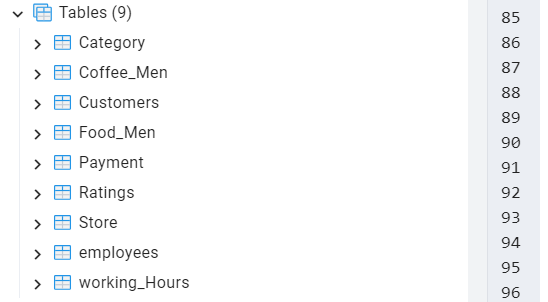 Tables (9)
Category
Coffee_Men
Customers
Food_Men
Payment
Ratings
Store
employees
working_Hours
85
86
87
88
89
90
91
92
93
94
95
96